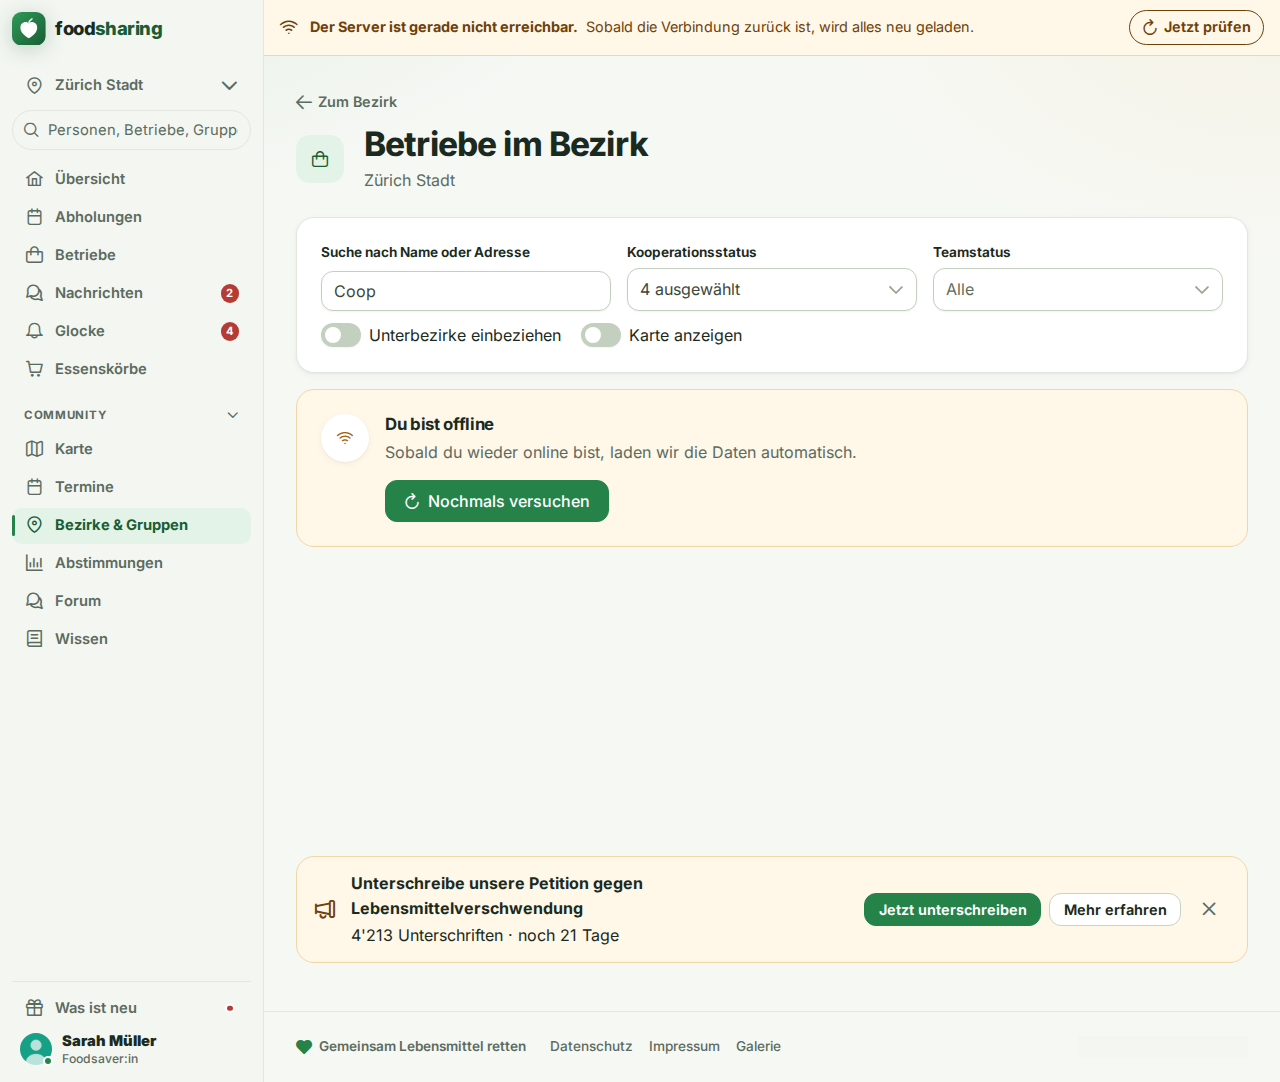 foodsharing
Zürich Stadt
Personen, Betriebe, Grupp
Übersicht
Abholungen
Betriebe
Nachrichten 2
Glocke 4
Essenskörbe
COMMUNITY
Karte
Termine
Bezirke & Gruppen
Abstimmungen
Forum
Wissen
Was ist neu
Sarah Müller
Foodsaver:in
Der Server ist gerade nicht erreichbar. Sobald die Verbindung zurück ist, wird alles neu geladen. Jetzt prüfen
Zum Bezirk
Betriebe im Bezirk
Zürich Stadt
Suche nach Name oder Adresse Kooperationsstatus Teamstatus
Coop 4 ausgewählt Alle
Unterbezirke einbeziehen Karte anzeigen
Du bist offline
Sobald du wieder online bist, laden wir die Daten automatisch.
Nochmals versuchen
Unterschreibe unsere Petition gegen
Lebensmittelverschwendung
4'213 Unterschriften · noch 21 Tage
Jetzt unterschreiben Mehr erfahren
Gemeinsam Lebensmittel retten Datenschutz Impressum Galerie